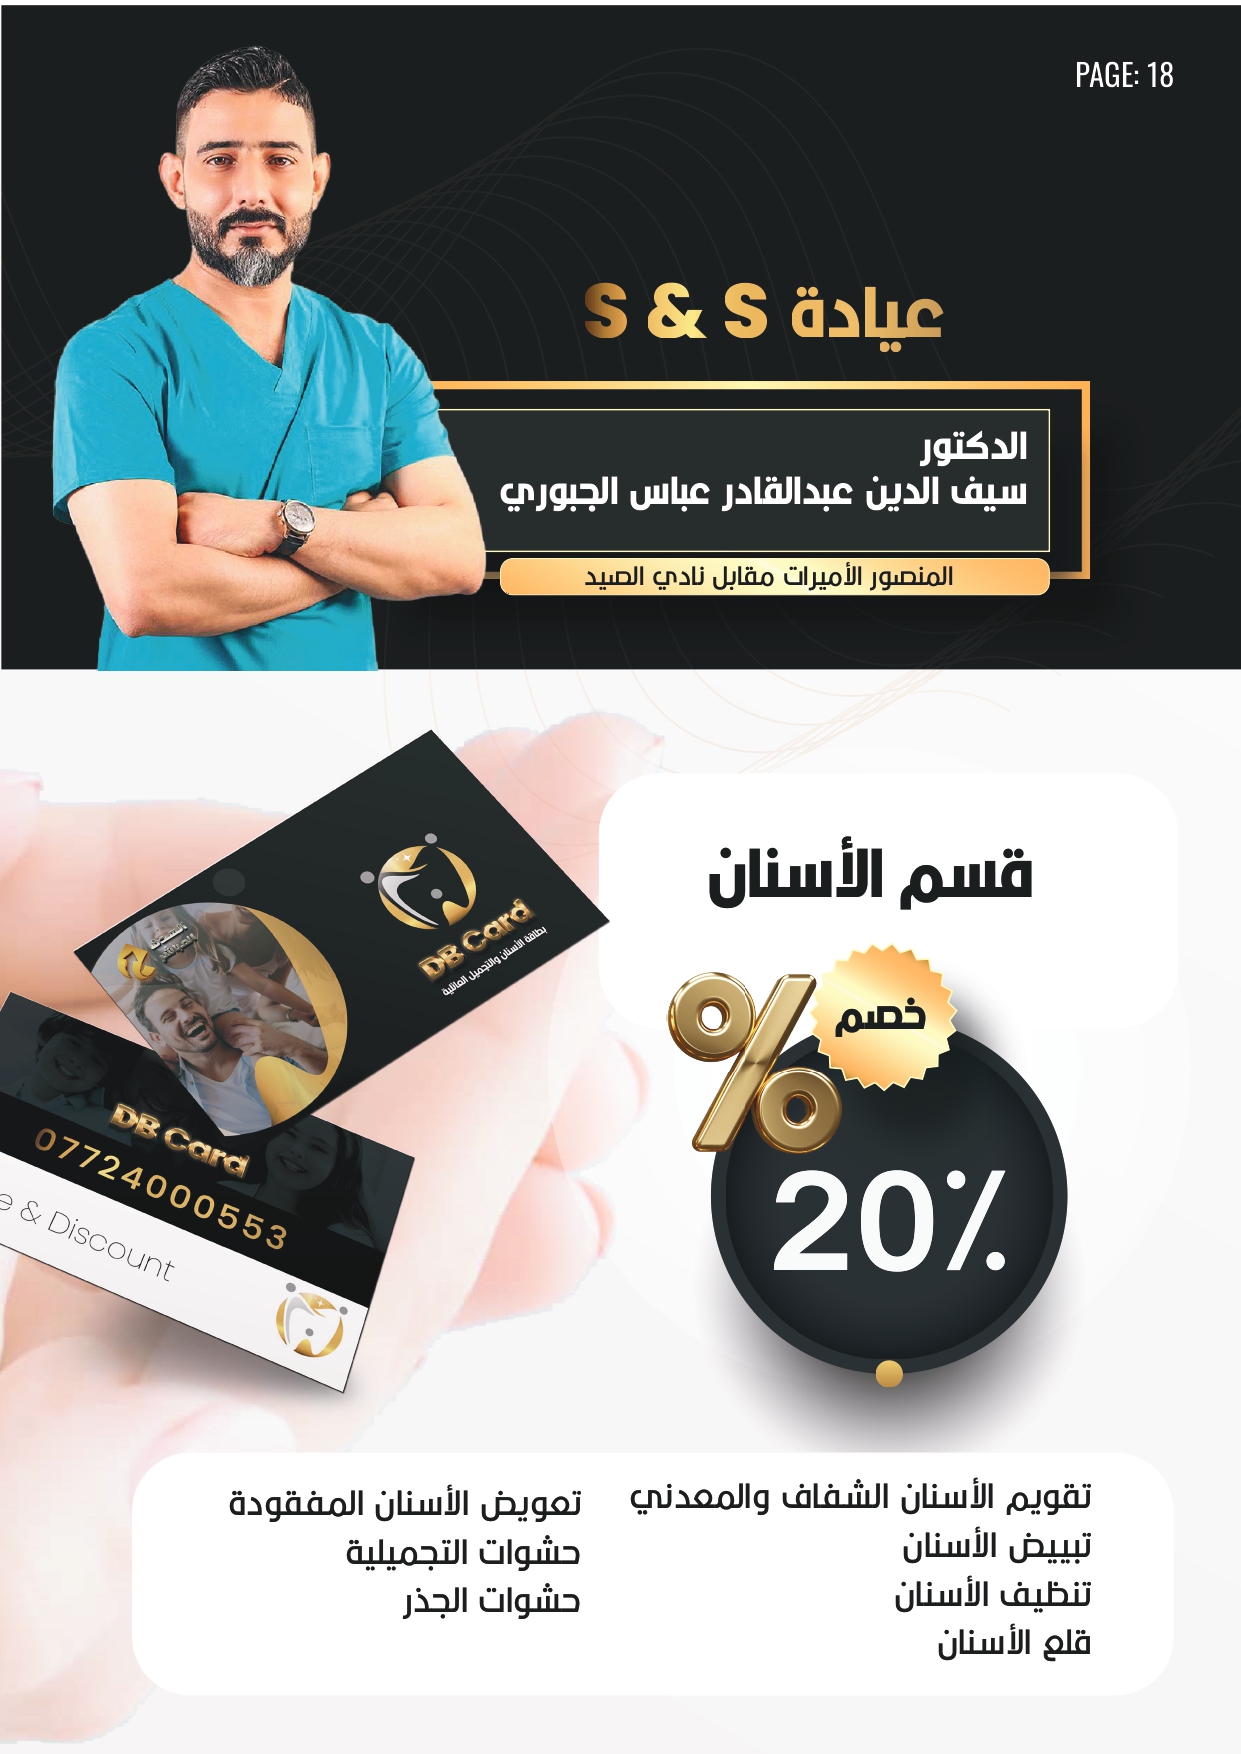 PAGE: 18
عيادة S & S
الدكتور
سيف الدين عبدالقادر عباس الجبوري
المنصور الأميرات مقابل نادي الصيد
قسم الأسنان
DB Card
بطاقة الأسنان والتجميل العائلية
%
خصم
20٪
DB Card
07724000553
e & Discount
تقويم الأسنان الشفاف والمعدني
تبييض الأسنان
تنظيف الأسنان
قلع الأسنان
تعويض الأسنان المفقودة
حشوات التجميلية
حشوات الجذر